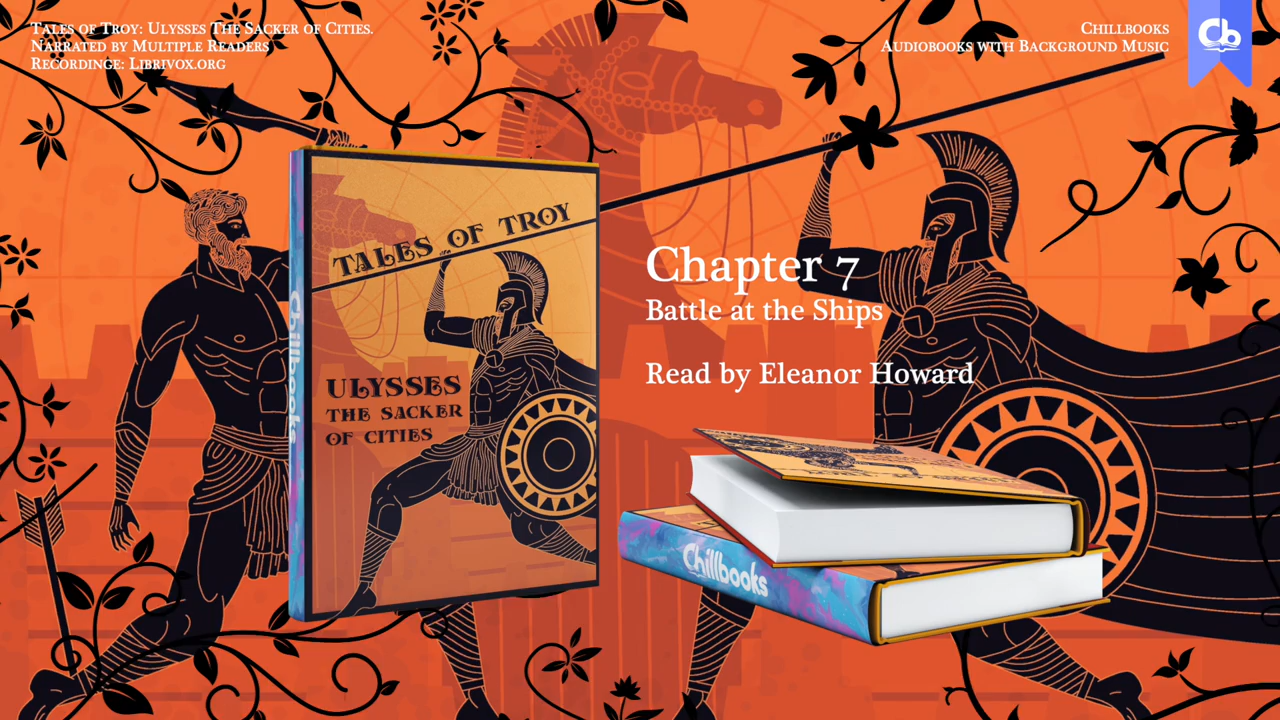 Tales of Troy: Ulysses The Sacker of Cities.
Narrated by Multiple Readers
Recordinge: Librivox.org
Chillbooks
Audiobooks with Background Music
Cb
TALES OF TROY
ULYSSES
THE SACKER
OF CITIES
Chillbooks
Chapter 7
Battle at the Ships
Read by Eleanor Howard
Chillbooks